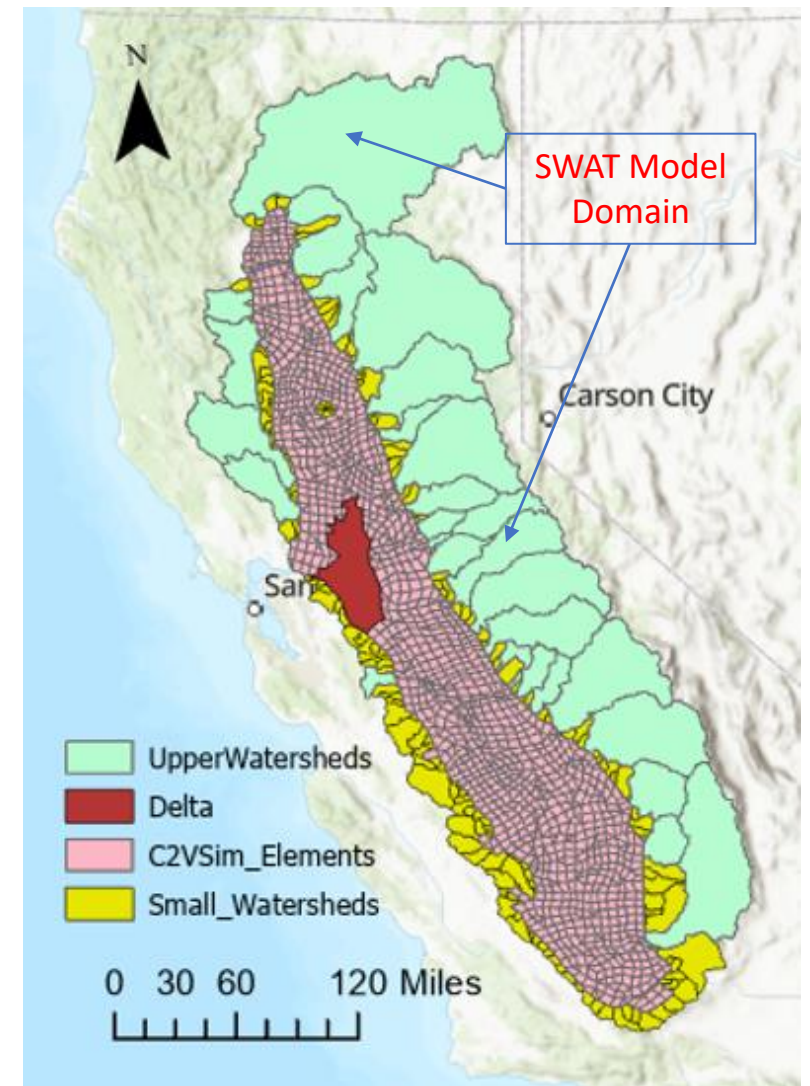 N
SWAT Model
Domain
Carson City
San
UpperWatersheds
Delta
C2VSim_Elements
Small_Watersheds
0 30 60 120 Miles